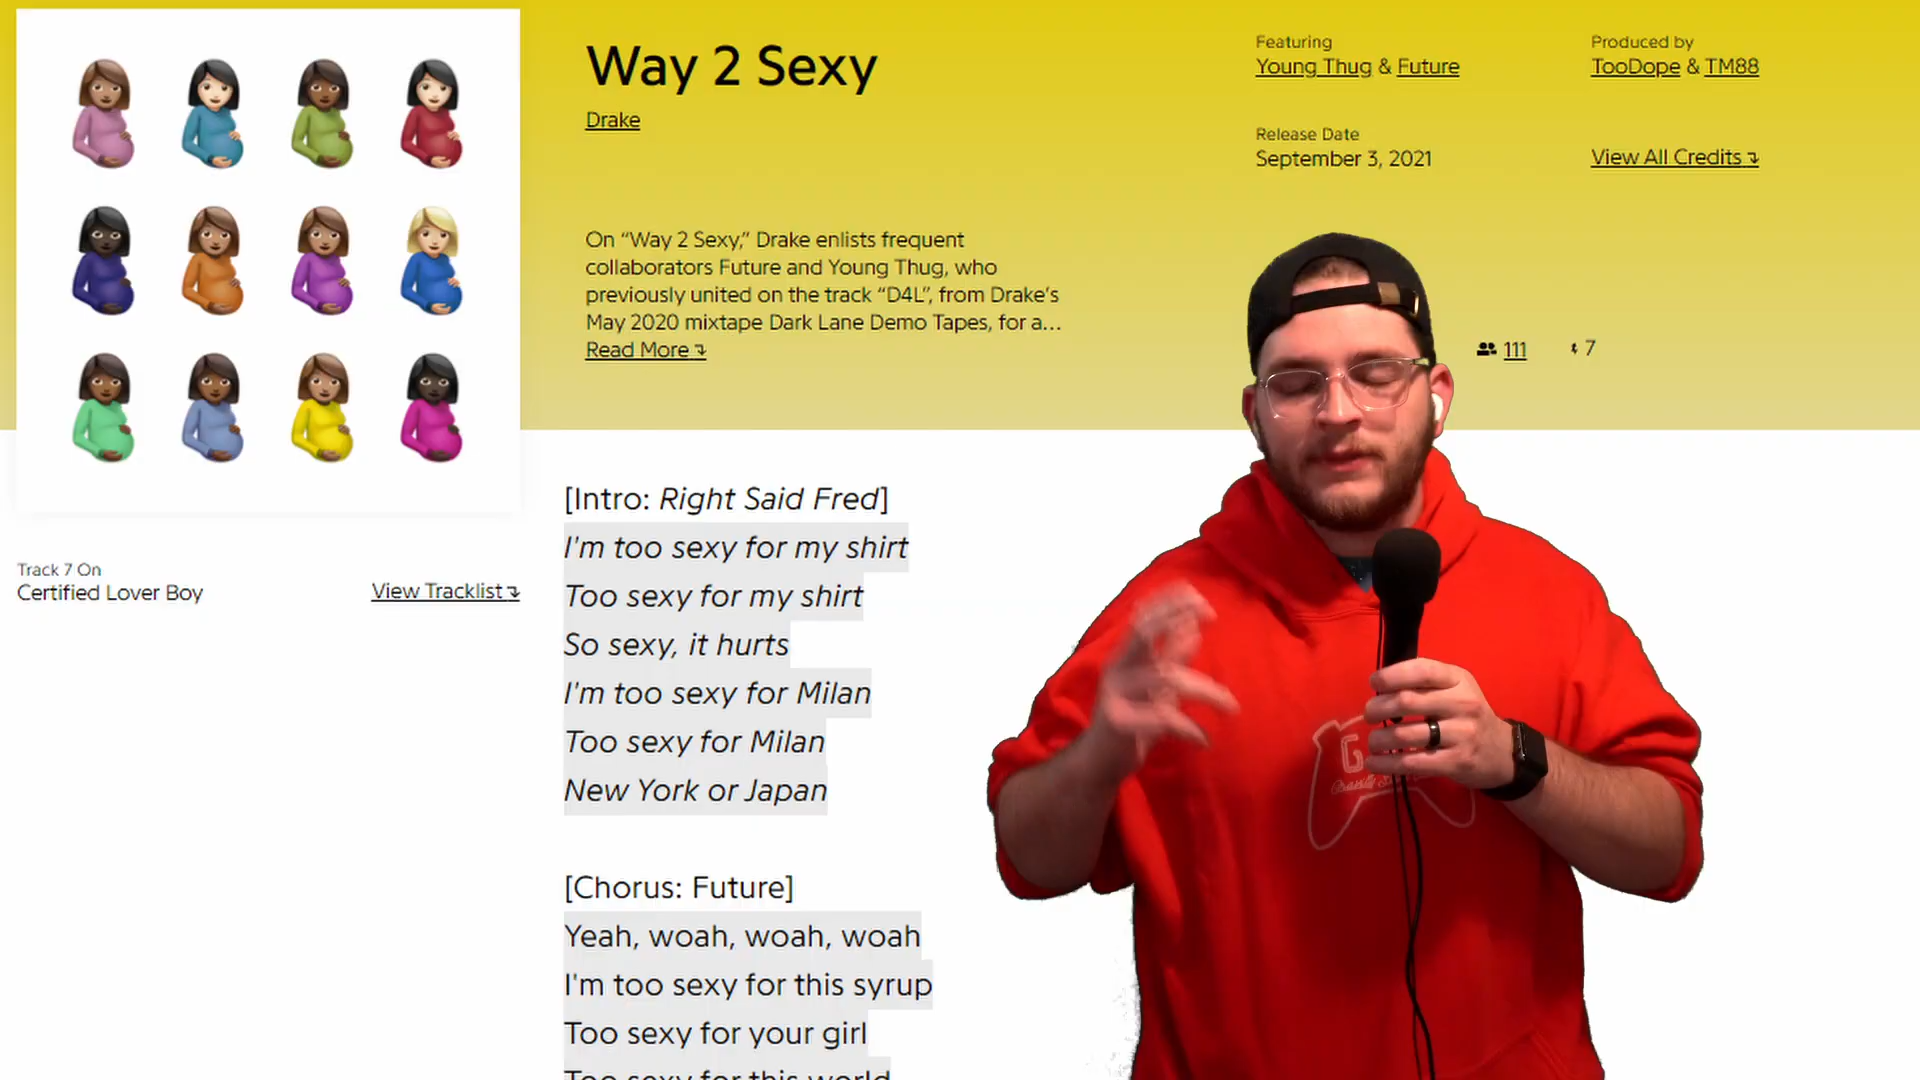 Way 2 Sexy
Drake
Featuring
Young Thug & Future
Produced by
TooDope & TM88
Release Date
September 3, 2021
View All Credits
On “Way 2 Sexy,” Drake enlists frequent
collaborators Future and Young Thug, who
previously united on the track “D4L”, from Drake’s
May 2020 mixtape Dark Lane Demo Tapes, for a…
Read More
111
7
Track 7 On
Certified Lover Boy
View Tracklist
[Intro: Right Said Fred]
I'm too sexy for my shirt
Too sexy for my shirt
So sexy, it hurts
I'm too sexy for Milan
Too sexy for Milan
New York or Japan
[Chorus: Future]
Yeah, woah, woah, woah
I'm too sexy for this syrup
Too sexy for your girl
Too sexy for this world